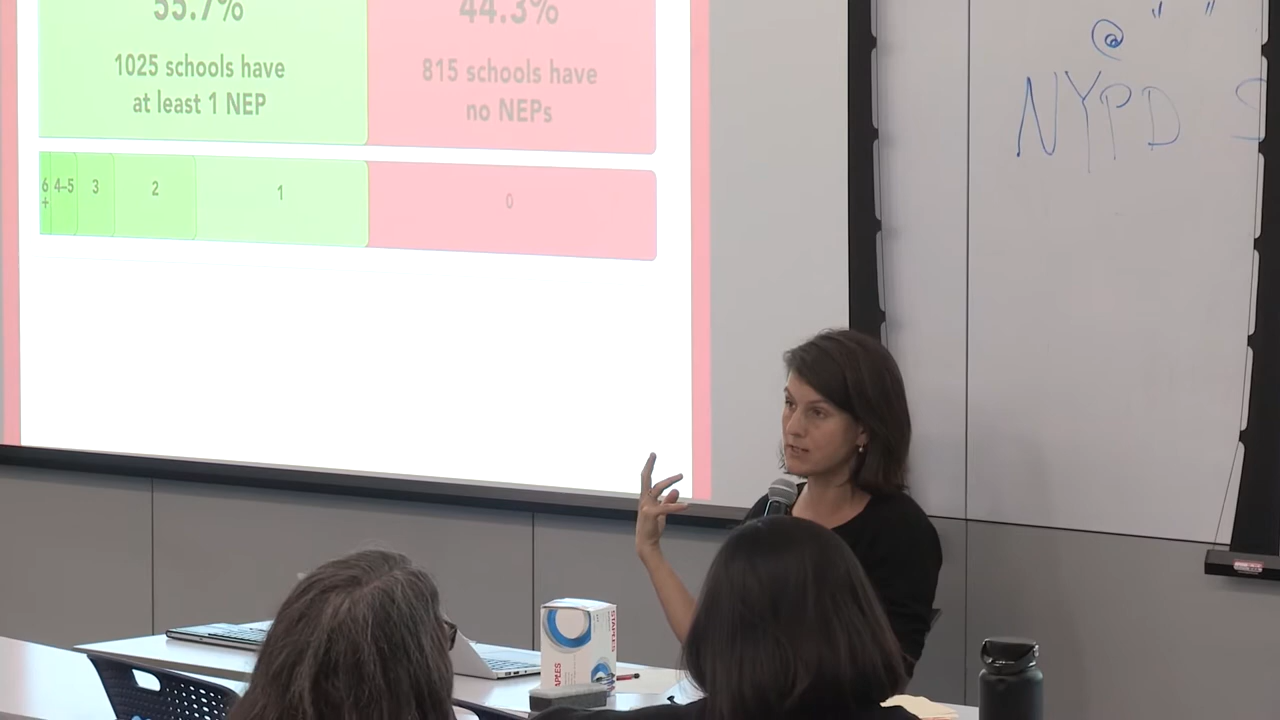 55.7%
1025 schools have
at least 1 NEP
44.3%
815 schools have
no NEPs
6+
4–5
3
2
1
0
@
" "
NYPD S
STAPLES
APLES